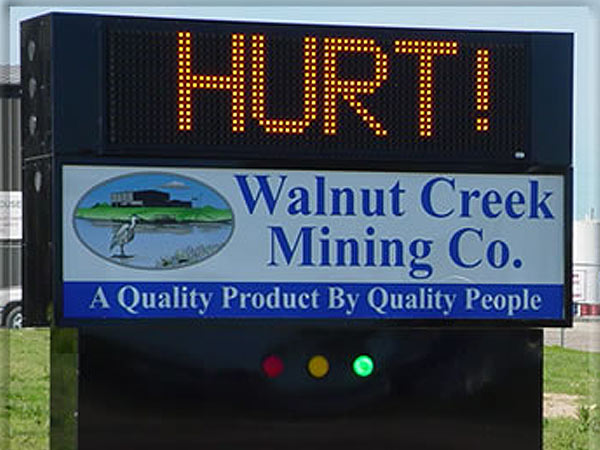 HURT!
Walnut Creek
Mining Co.
A Quality Product By Quality People